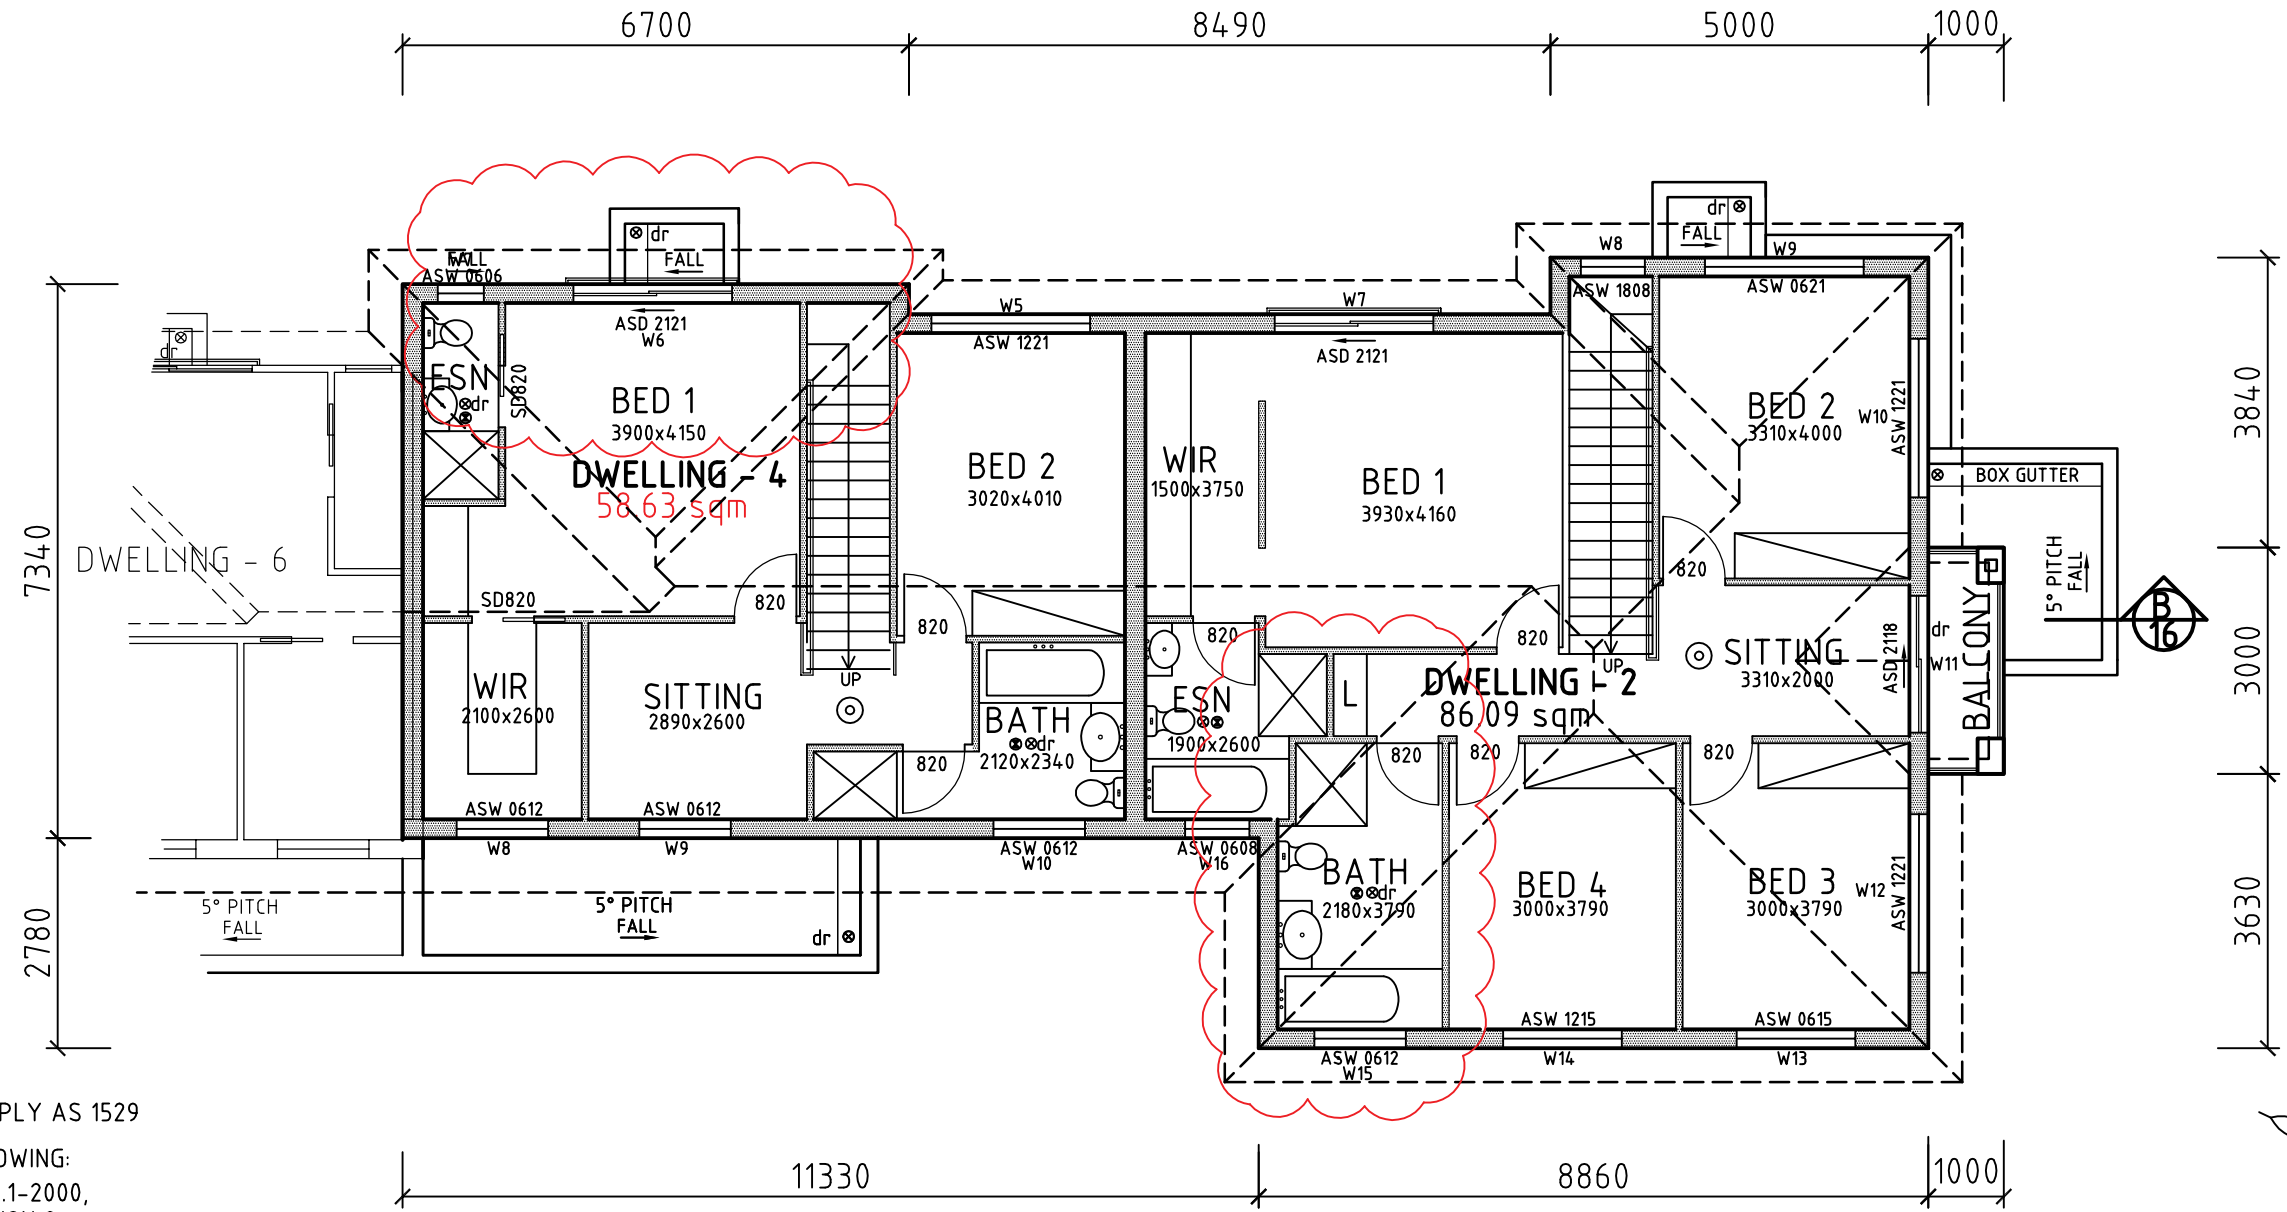 6700
8490
5000
1000
dr
FALL
W8
W9
dr
FALL
FALL
ASW 0606
ASW 1808
ASW 0621
W5
W7
ASD 2121
W6
ASW 1221
ASD 2121
dr
ESN
dr
SD820
BED 1
3900x4150
BED 2
3310x4000
W10
ASW 1221
3840
DWELLING - 4
58.63 sqm
BED 2
3020x4010
WIR
1500x3750
BED 1
3930x4160
BOX GUTTER
7340
DWELLING - 6
SD820
820
820
820
820
820
5° PITCH
FALL
B
16
BALCONY
dr
W11
ASD 2118
SITTING
3310x2000
3000
WIR
2100x2600
SITTING
2890x2600
UP
UP
BATH
dr
2120x2340
820
ESN
1900x2600
L
DWELLING - 2
86.09 sqm
820
820
820
ASW 0612
W8
ASW 0612
W9
ASW 0612
W10
ASW 0608
W16
BATH
dr
2180x3790
BED 4
3000x3790
BED 3
3000x3790
W12
ASW 1221
3630
2780
5° PITCH
FALL
5° PITCH
FALL
dr
ASW 1215
W14
ASW 0615
W13
ASW 0612
W15
PLY AS 1529
OWING:
.1-2000,
11330
8860
1000